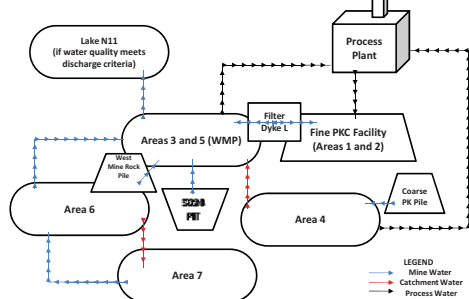 Lake N11
(if water quality meets
discharge criteria)
Process
Plant
Filter
Dyke L
Areas 3 and 5 (WMP)
Fine PKC Facility
(Areas 1 and 2)
West
Mine Rock
Pile
PIT
Coarse
PK Pile
Area 6
Area 4
Area 7
LEGEND
Mine Water
Catchment Water
Process Water